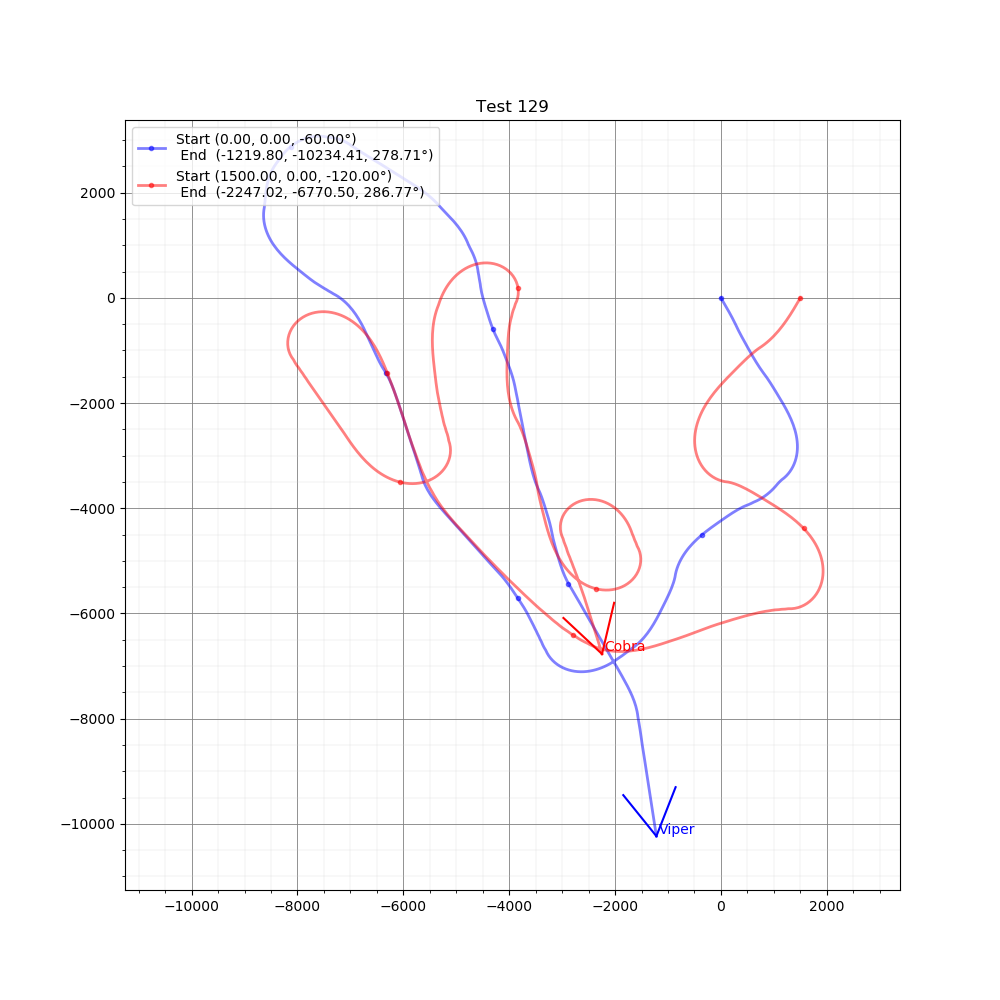 Test 129
Start (0.00, 0.00, -60.00°)
End (-1219.80, -10234.41, 278.71°)
Start (1500.00, 0.00, -120.00°)
End (-2247.02, -6770.50, 286.77°)
2000
0
−2000
−4000
−6000
−8000
−10000
Cobra
Viper
−10000 −8000 −6000 −4000 −2000 0 2000